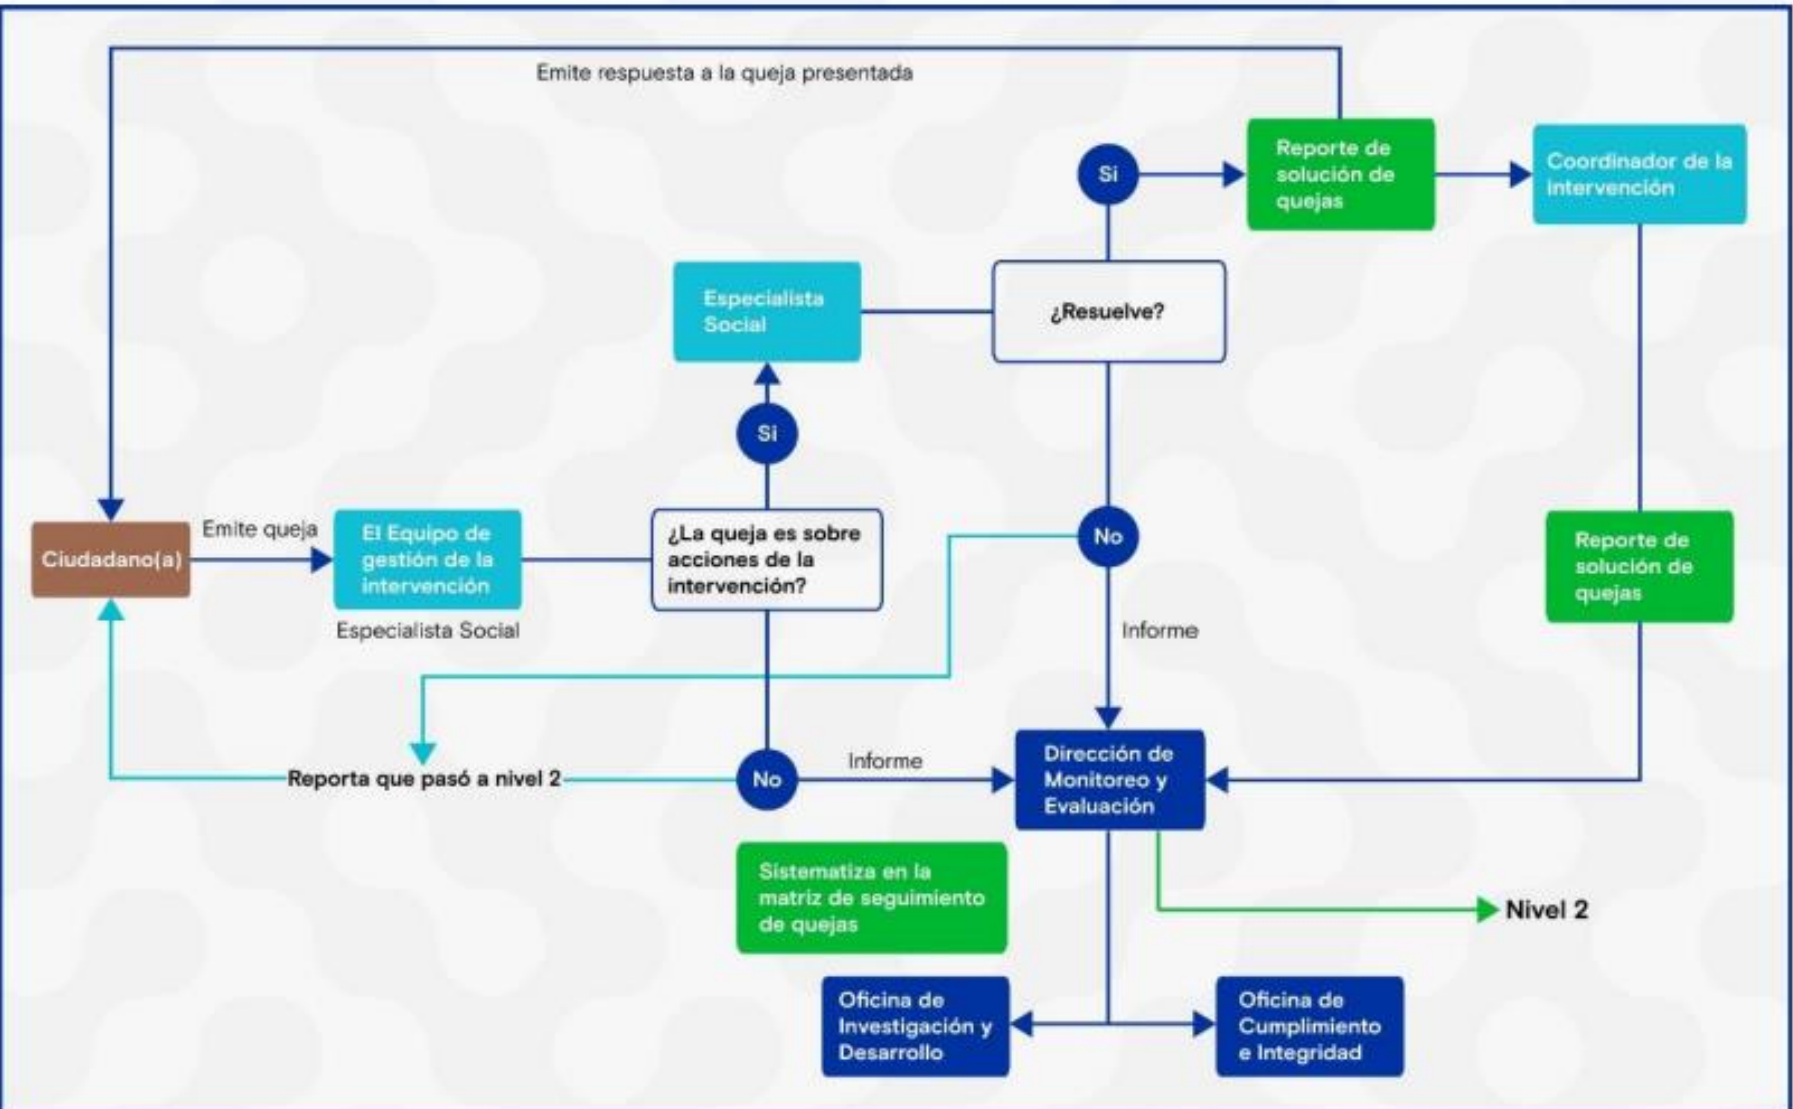 Emite respuesta a la queja presentada
Reporte de
solución de
quejas
Coordinador de la
intervención
Si
Especialista
Social
¿Resuelve?
Si
Ciudadano(a)
Emite queja
El Equipo de
gestión de la
intervención
Especialista Social
¿La queja es sobre
acciones de la
intervención?
No
Reporte de
solución de
quejas
Informe
Reporta que pasó a nivel 2
No
Informe
Dirección de
Monitoreo y
Evaluación
Sistematiza en la
matriz de seguimiento
de quejas
Nivel 2
Oficina de
Investigación y
Desarrollo
Oficina de
Cumplimiento
e Integridad